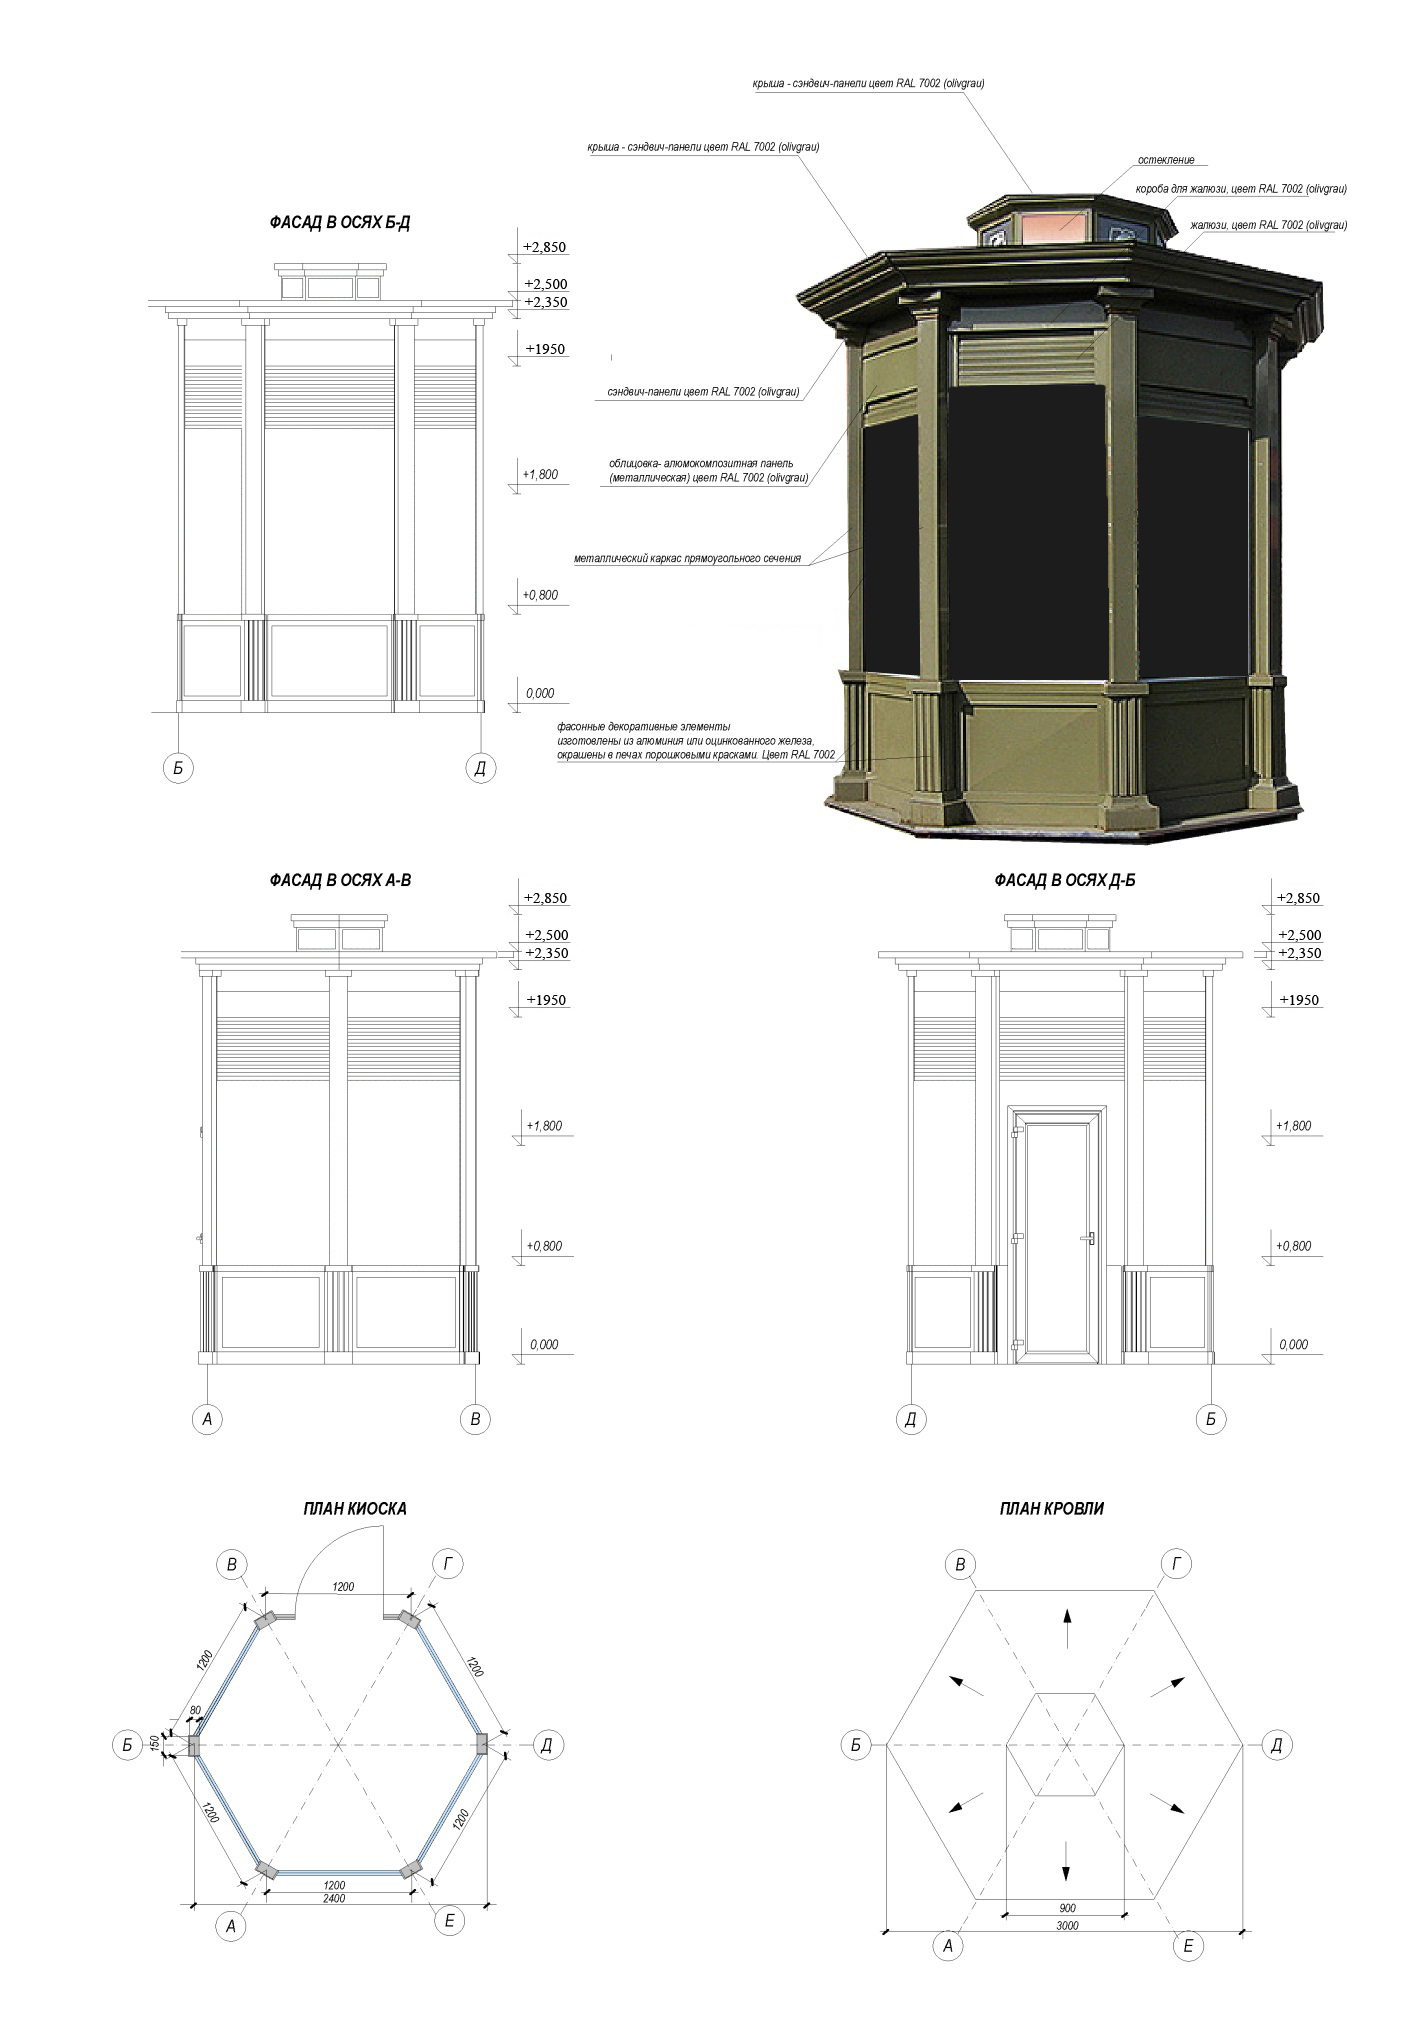 крыша - сэндвич-панели цвет RAL 7002 (olivgrau)
крыша - сэндвич-панели цвет RAL 7002 (olivgrau)
остекление
короба для жалюзи, цвет RAL 7002 (olivgrau)
жалюзи, цвет RAL 7002 (olivgrau)
ФАСАД В ОСЯХ Б-Д
+2,850
+2,500
+2,350
+1950
+1,800
+0,800
0,000
Б
Д
сэндвич-панели цвет RAL 7002 (olivgrau)
облицовка- алюмокомпозитная панель
(металлическая) цвет RAL 7002 (olivgrau)
металлический каркас прямоугольного сечения
фасонные декоративные элементы
изготовлены из алюминия или оцинкованного железа,
окрашены в печах порошковыми красками. Цвет RAL 7002
ФАСАД В ОСЯХ А-В
+2,850
+2,500
+2,350
+1950
+1,800
+0,800
0,000
А
В
ФАСАД В ОСЯХ Д-Б
+2,850
+2,500
+2,350
+1950
+1,800
+0,800
0,000
Д
Б
ПЛАН КИОСКА
В
Г
1200
1200
1200
80
150
Б
Д
1200
1200
1200
2400
А
Е
ПЛАН КРОВЛИ
В
Г
Б
Д
900
3000
А
Е